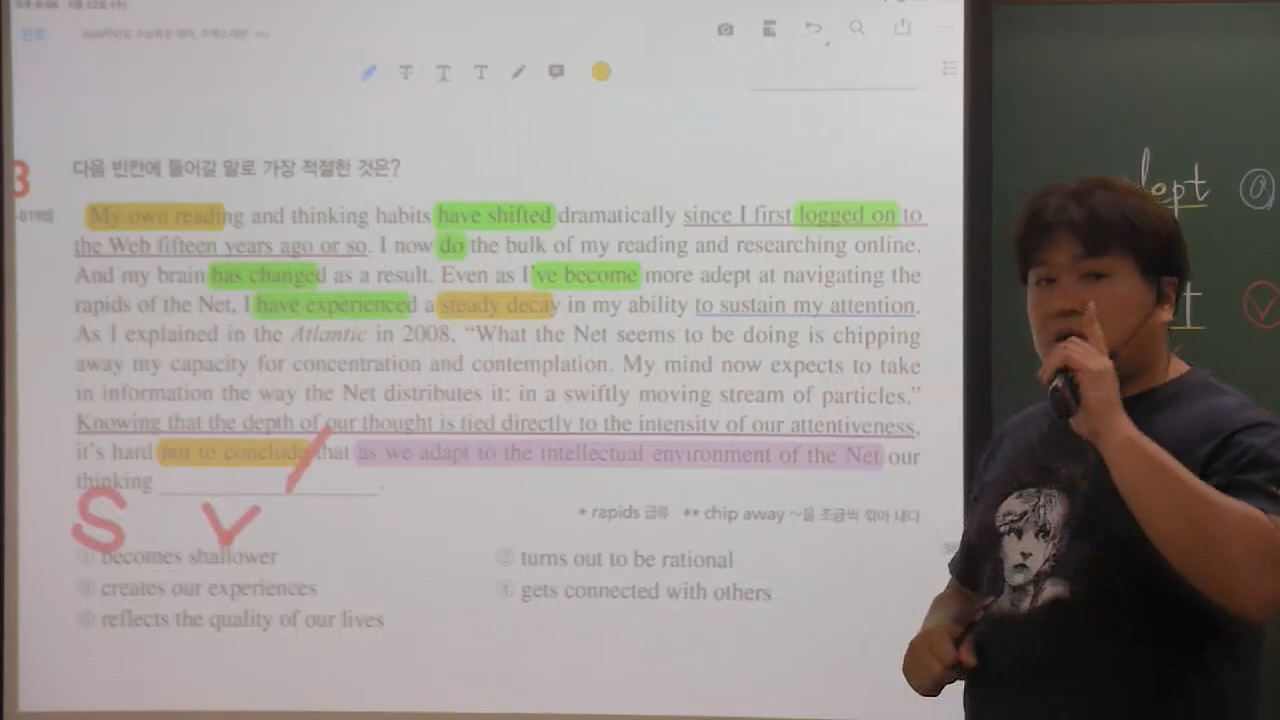 3
다음 빈칸에 들어갈 말로 가장 적절한 것은?
My own reading and thinking habits have shifted dramatically since I first logged on to
the Web fifteen years ago or so. I now do the bulk of my reading and researching online.
And my brain has changed as a result. Even as I've become more adept at navigating the
rapids of the Net, I have experienced a steady decay in my ability to sustain my attention.
As I explained in the Atlantic in 2008, “What the Net seems to be doing is chipping
away my capacity for concentration and contemplation. My mind now expects to take
in information the way the Net distributes it: in a swiftly moving stream of particles.”
Knowing that the depth of our thought is tied directly to the intensity of our attentiveness,
it's hard not to conclude that as we adapt to the intellectual environment of the Net our
thinking ____________.
S V
* rapids 급류 ** chip away ~을 조금씩 깎아 내다
① becomes shallower
② turns out to be rational
③ creates our experiences
④ gets connected with others
⑤ reflects the quality of our lives
dept ⓐ
t Ⓥ